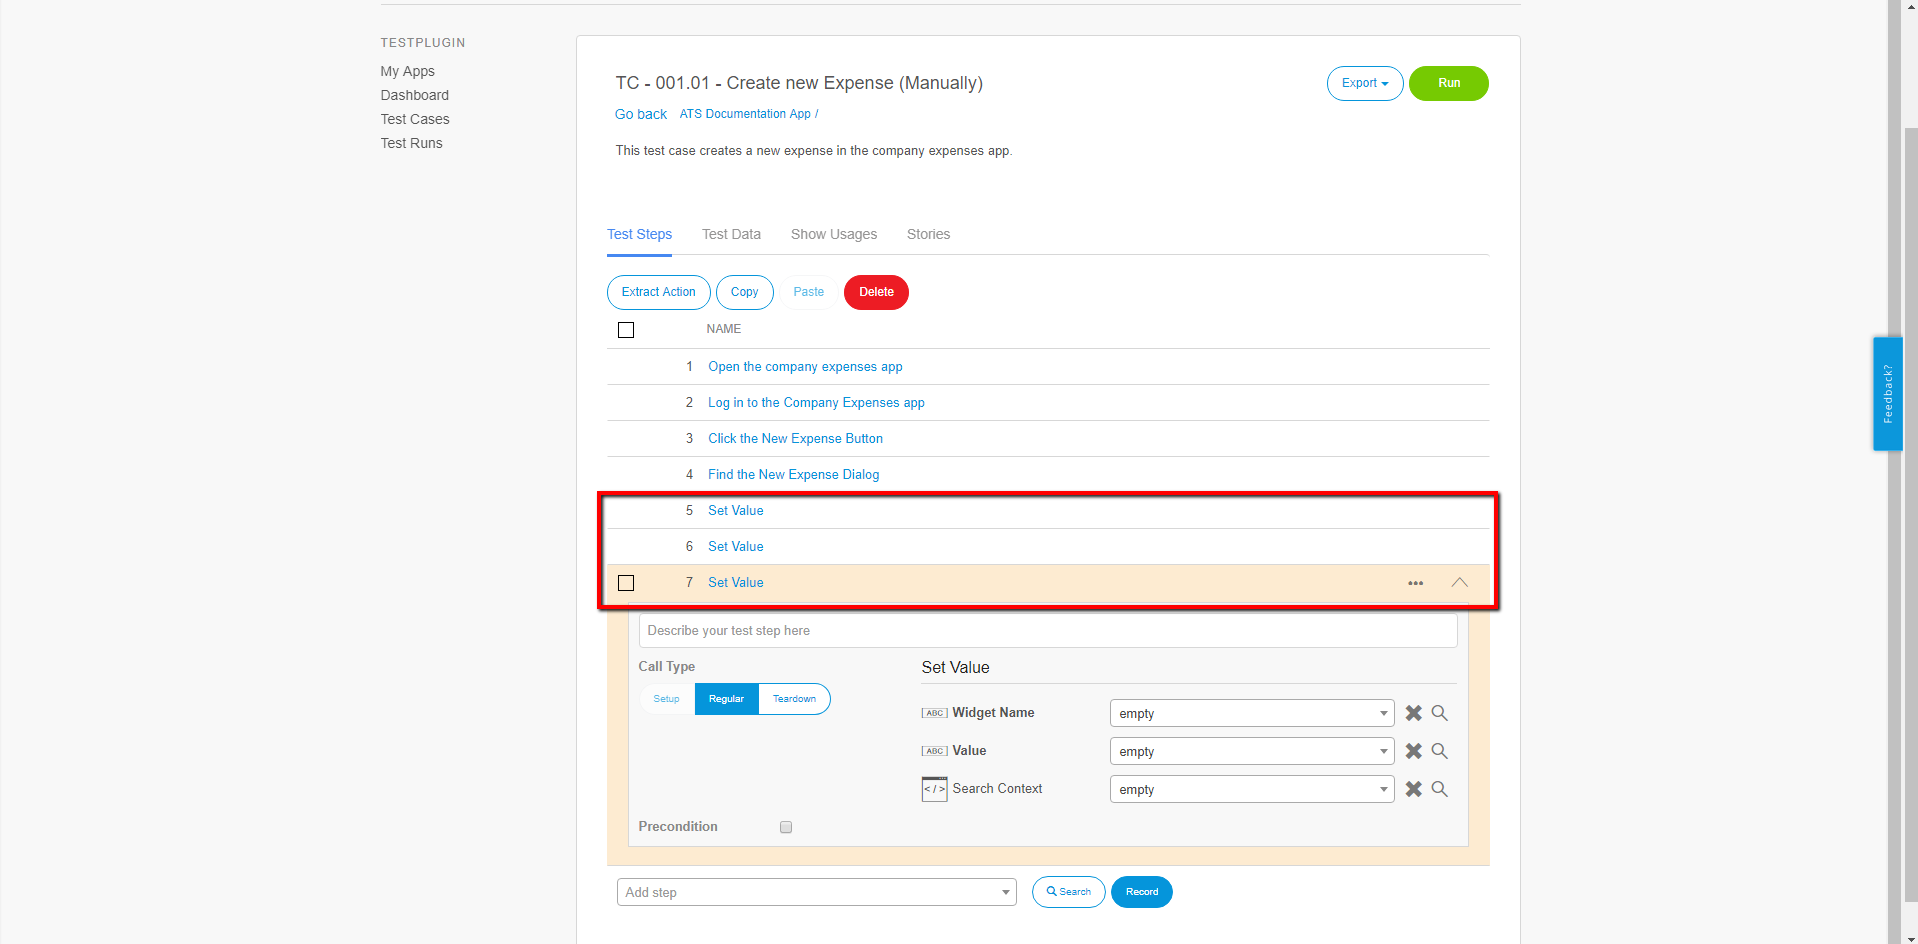 TESTPLUGIN
My Apps
Dashboard
Test Cases
Test Runs
TC - 001.01 - Create new Expense (Manually)
Export
Run
Go back ATS Documentation App /
This test case creates a new expense in the company expenses app.
Test Steps Test Data Show Usages Stories
Extract Action Copy Paste Delete
NAME
1 Open the company expenses app
2 Log in to the Company Expenses app
3 Click the New Expense Button
4 Find the New Expense Dialog
5 Set Value
6 Set Value
7 Set Value
Describe your test step here
Call Type
Setup Regular Teardown
Set Value
ABC Widget Name empty
ABC Value empty
</> Search Context empty
Precondition
Add step Search Record
Feedback?